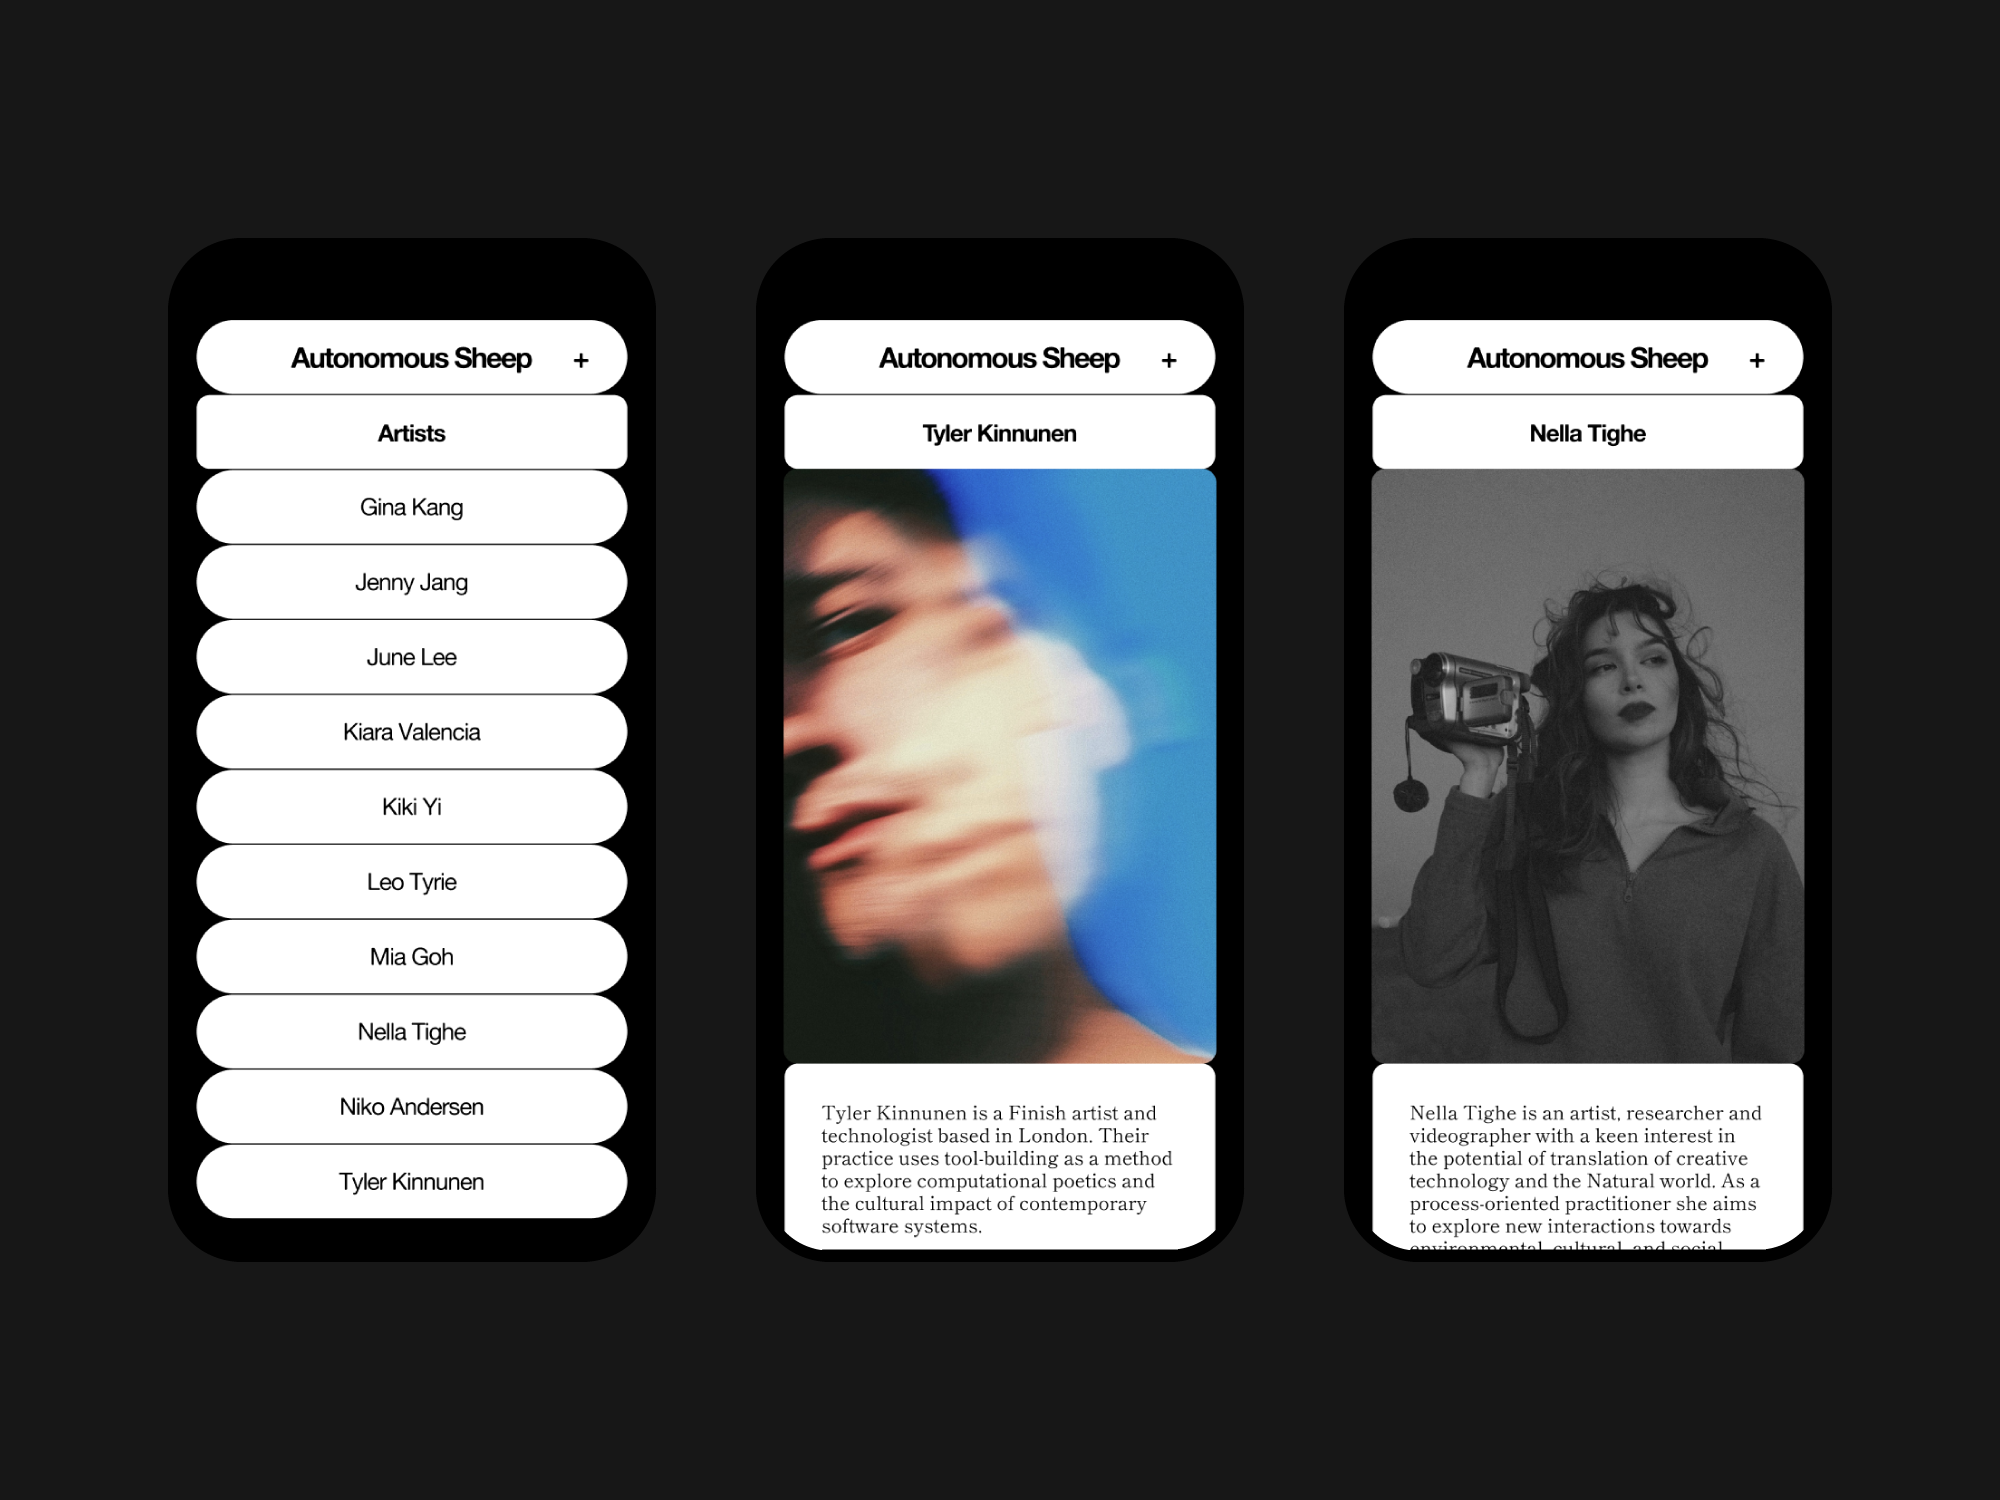 Autonomous Sheep +
Artists
Gina Kang
Jenny Jang
June Lee
Kiara Valencia
Kiki Yi
Leo Tyrie
Mia Goh
Nella Tighe
Niko Andersen
Tyler Kinnunen
Autonomous Sheep +
Tyler Kinnunen
Tyler Kinnunen is a Finish artist and
technologist based in London. Their
practice uses tool-building as a method
to explore computational poetics and
the cultural impact of contemporary
software systems.
Autonomous Sheep +
Nella Tighe
Nella Tighe is an artist, researcher and
videographer with a keen interest in
the potential of translation of creative
technology and the Natural world. As a
process-oriented practitioner she aims
to explore new interactions towards
environmental, cultural, and social